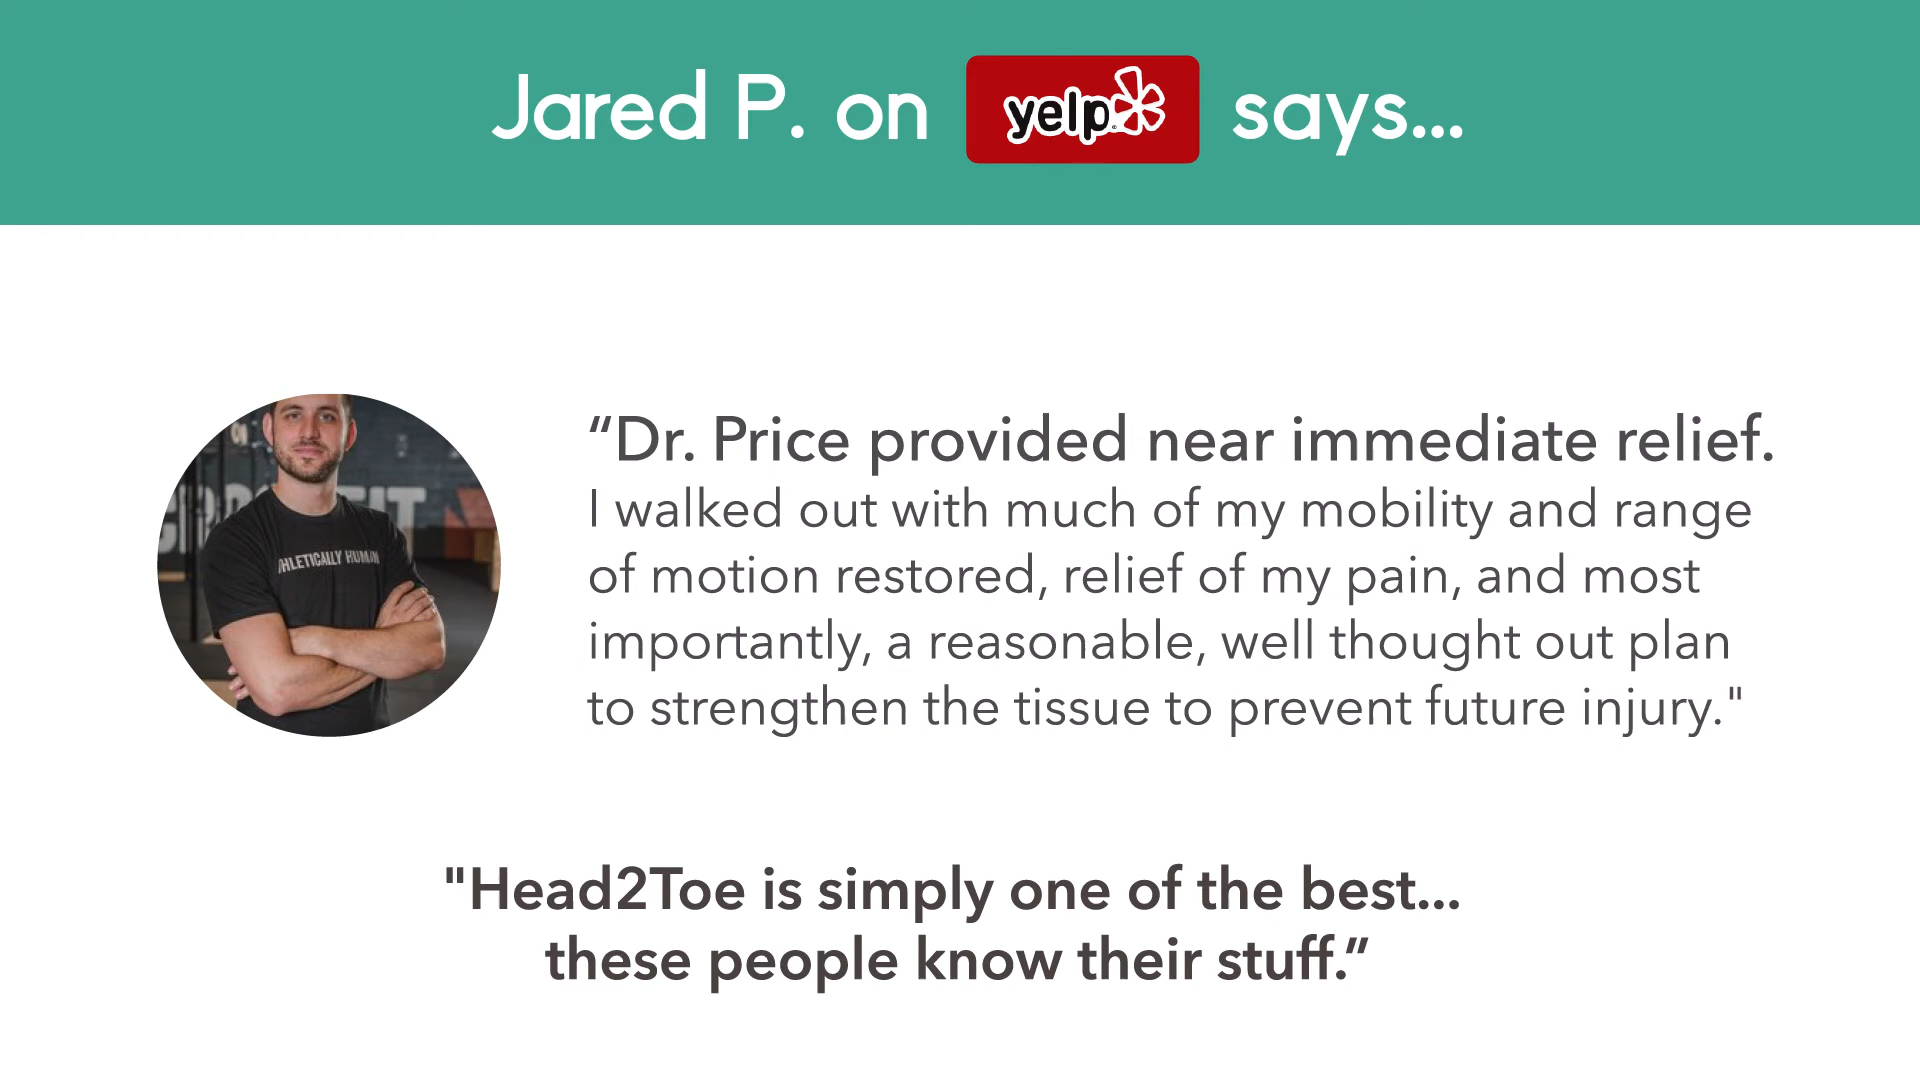 Jared P. on yelp says...
“Dr. Price provided near immediate relief.
I walked out with much of my mobility and range
of motion restored, relief of my pain, and most
importantly, a reasonable, well thought out plan
to strengthen the tissue to prevent future injury."
HLETICALLY HUMAN
"Head2Toe is simply one of the best...
these people know their stuff.”